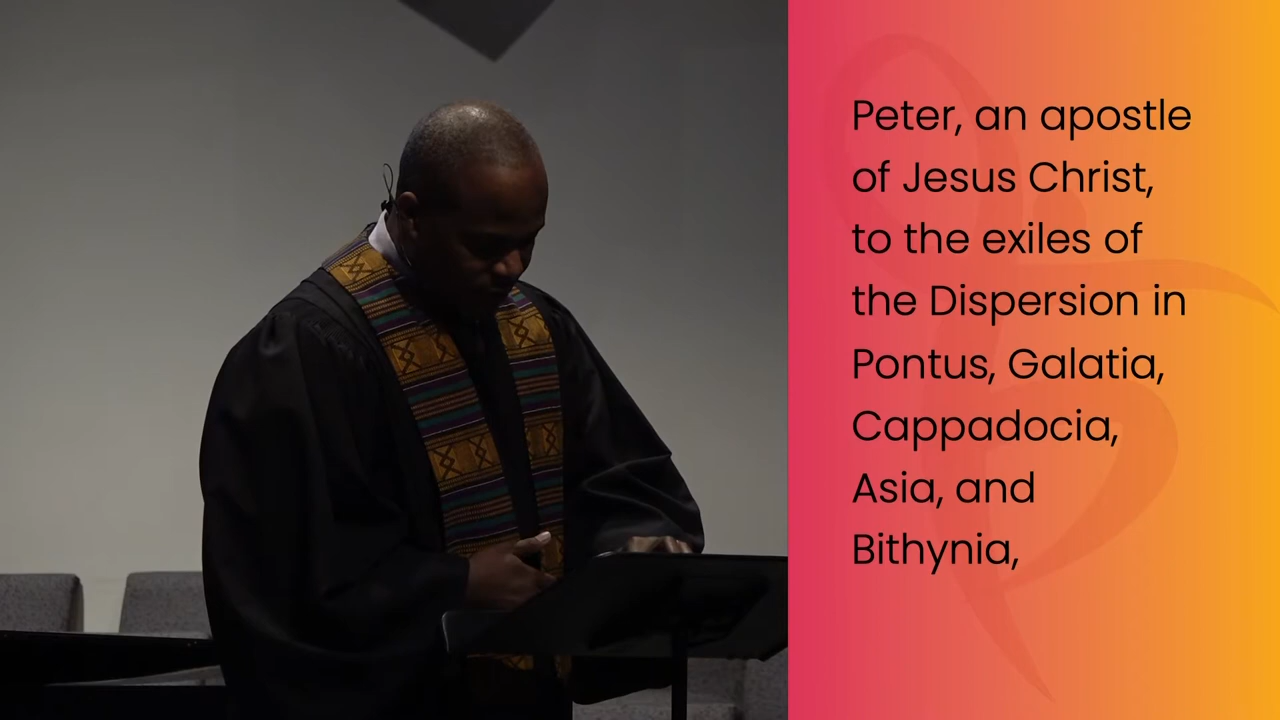 Peter, an apostle
of Jesus Christ,
to the exiles of
the Dispersion in
Pontus, Galatia,
Cappadocia,
Asia, and
Bithynia,